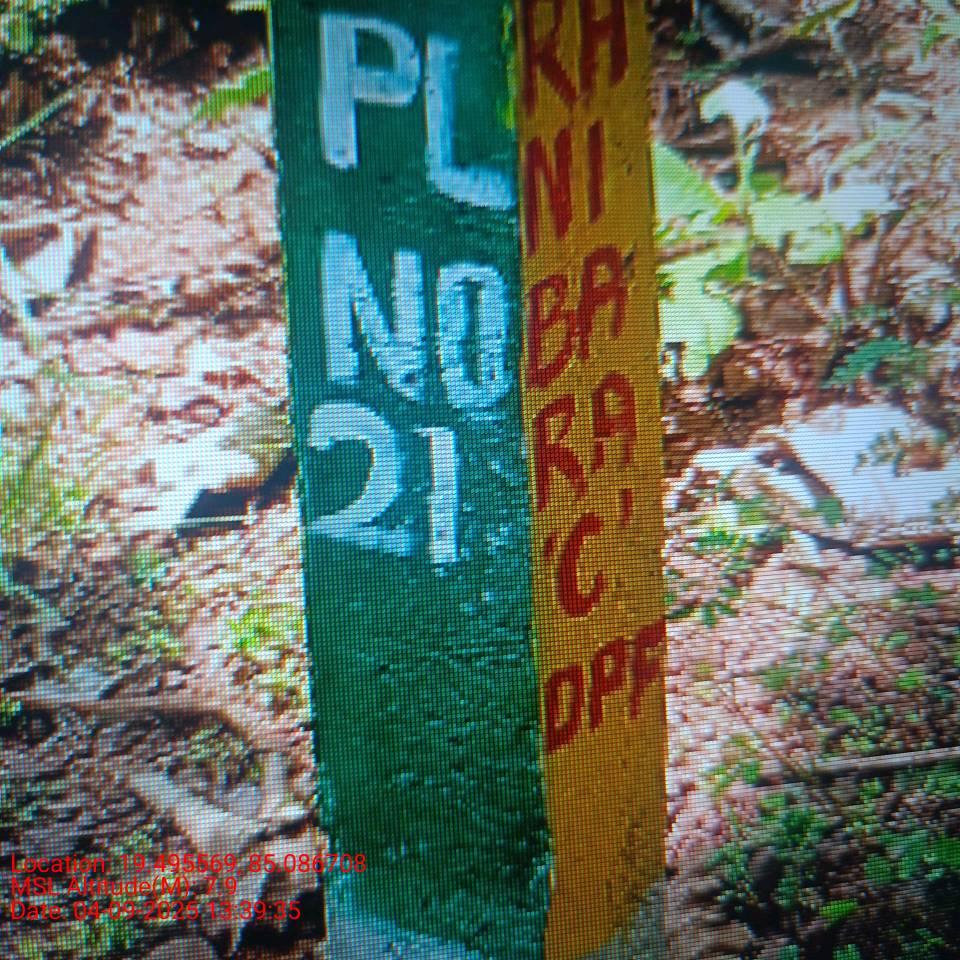 PL
NO
21
RA
NI
BA
RA
'C'
DPF
Location: 19.495569, 85.086708
MSL Altitude(M): 7.9
Date: 04-09-2025 13:39:35